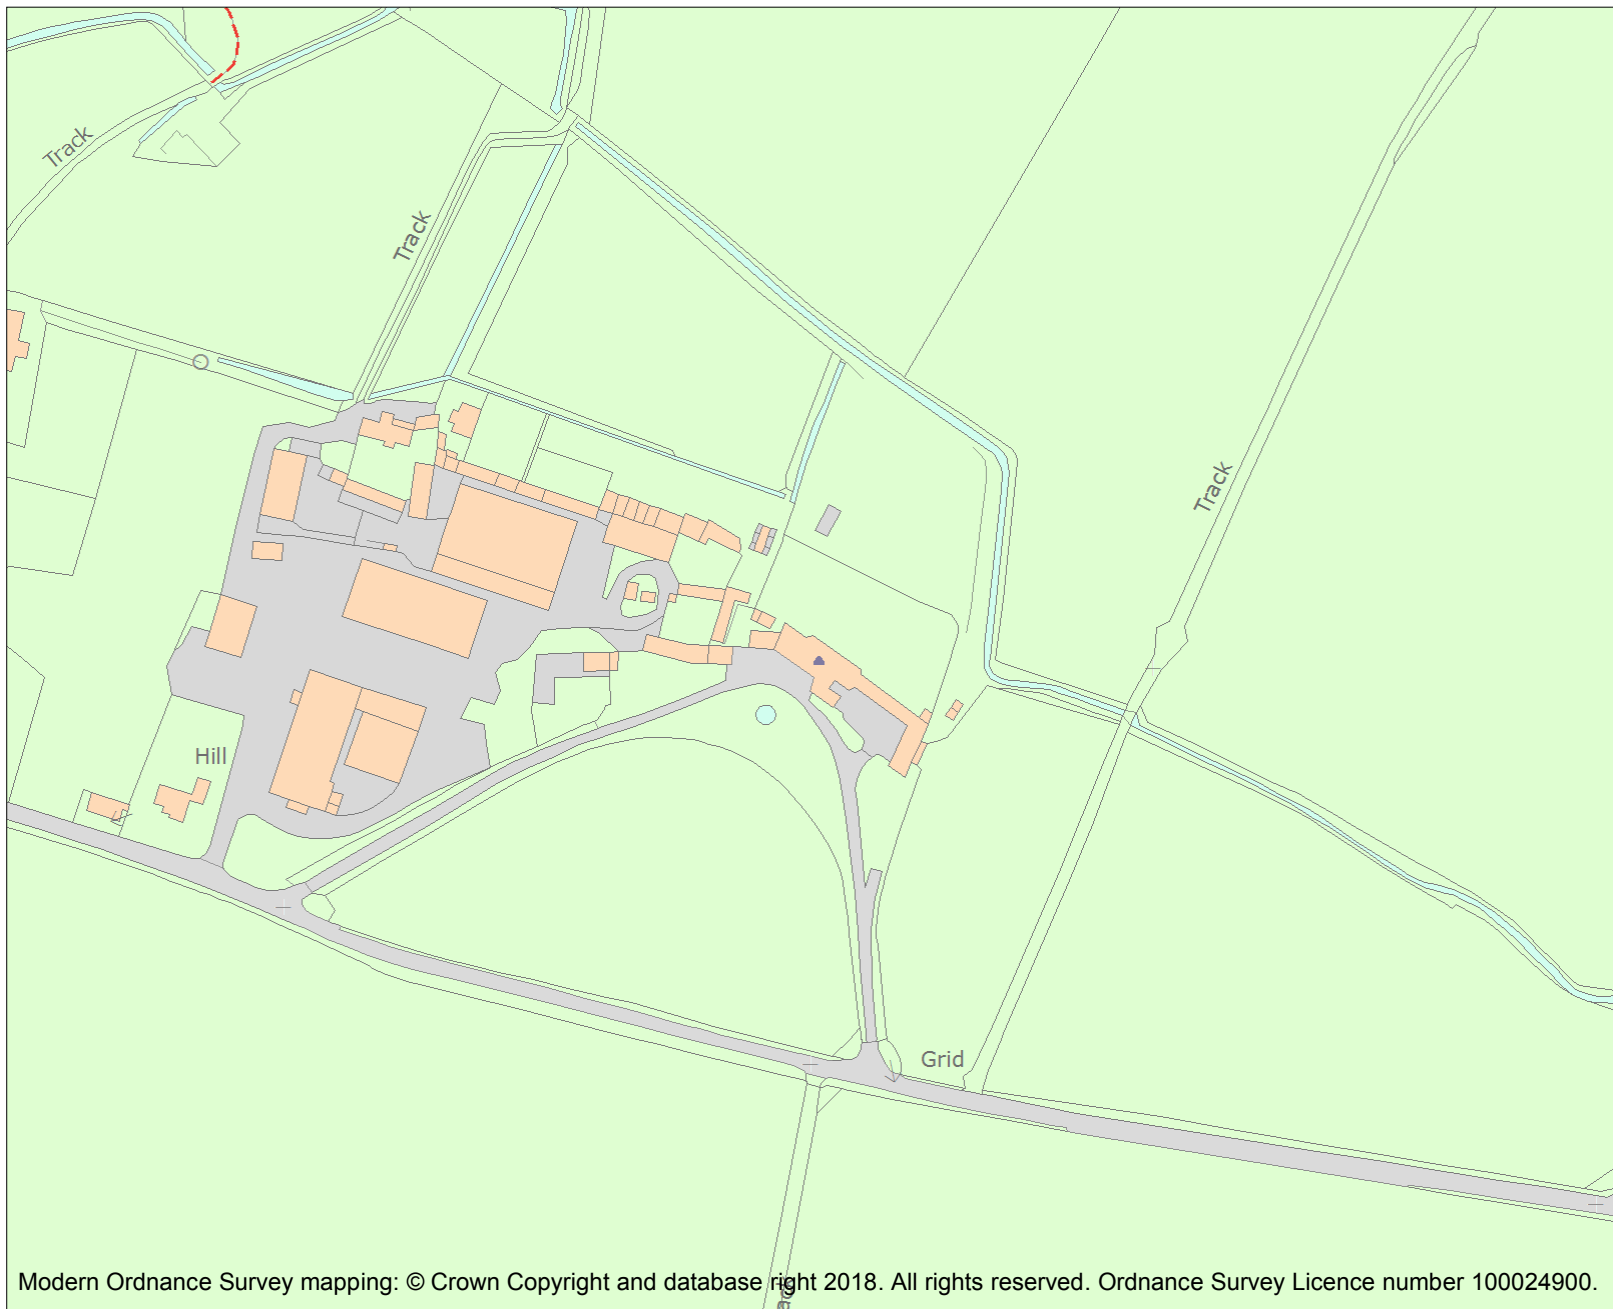 Track
Track
Track
Hill
Grid
Modern Ordnance Survey mapping: © Crown Copyright and database right 2018. All rights reserved. Ordnance Survey Licence number 100024900.